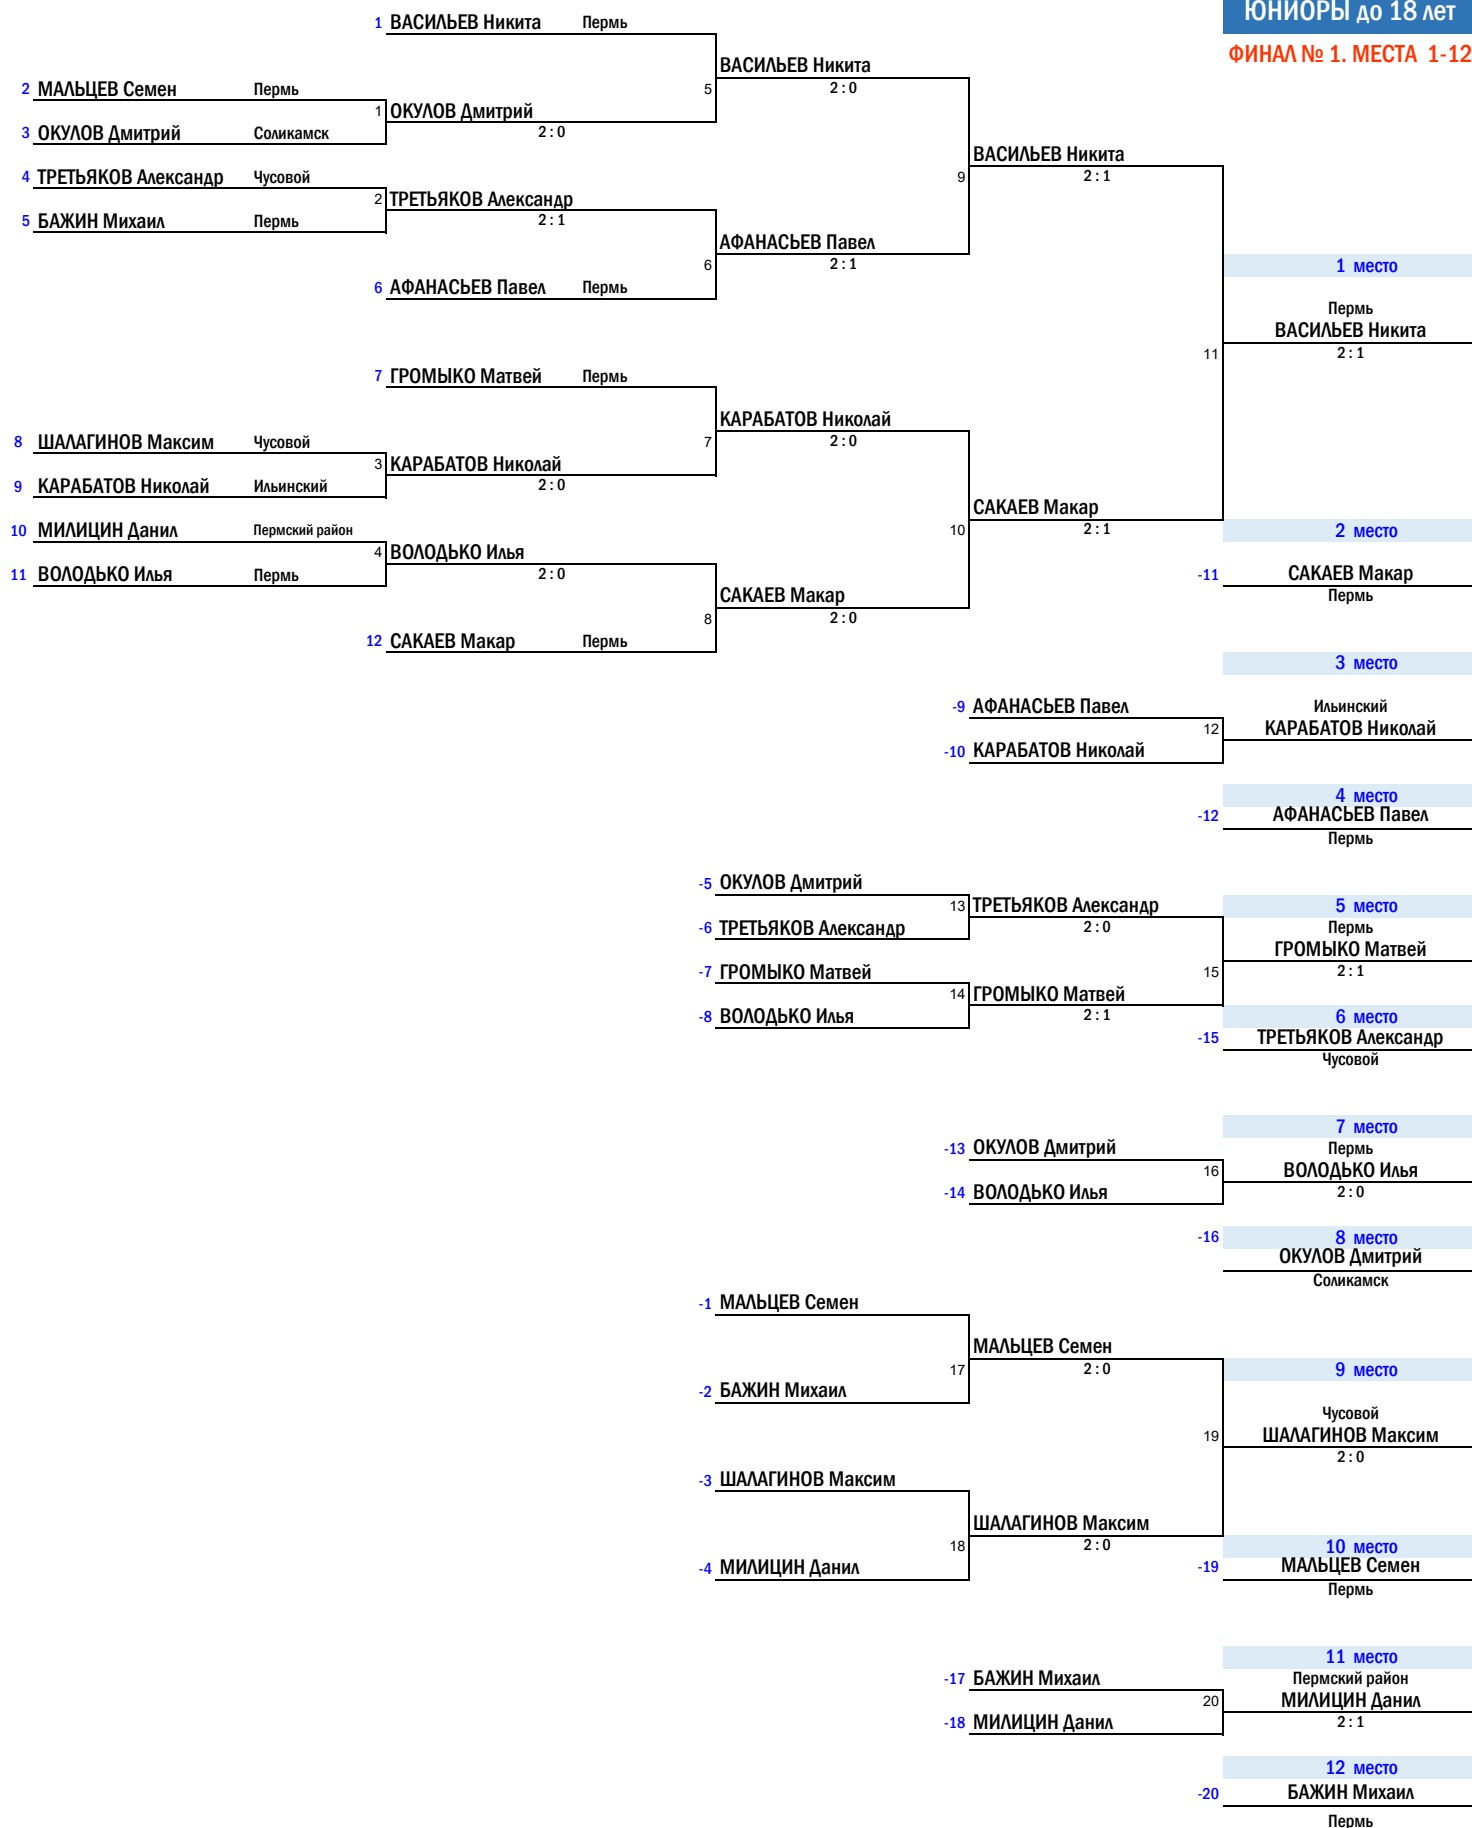 ЮНИОРЫ до 18 лет
ФИНАЛ № 1. МЕСТА 1-12
1 ВАСИЛЬЕВ Никита Пермь
ВАСИЛЬЕВ Никита
2 МАЛЬЦЕВ Семен Пермь
5
2 : 0
1 ОКУЛОВ Дмитрий
3 ОКУЛОВ Дмитрий Соликамск
2 : 0
ВАСИЛЬЕВ Никита
4 ТРЕТЬЯКОВ Александр Чусовой
9
2 : 1
2 ТРЕТЬЯКОВ Александр
5 БАЖИН Михаил Пермь
2 : 1
АФАНАСЬЕВ Павел
6
2 : 1
1 место
6 АФАНАСЬЕВ Павел Пермь
Пермь
ВАСИЛЬЕВ Никита
11
2 : 1
7 ГРОМЫКО Матвей Пермь
КАРАБАТОВ Николай
8 ШАЛАГИНОВ Максим Чусовой
7
2 : 0
3 КАРАБАТОВ Николай
9 КАРАБАТОВ Николай Ильинский
2 : 0
САКАЕВ Макар
10 МИЛИЦИН Данил Пермский район
10
2 : 1
2 место
4 ВОЛОДЬКО Илья
11 ВОЛОДЬКО Илья Пермь
2 : 0
-11 САКАЕВ Макар
Пермь
САКАЕВ Макар
8
2 : 0
12 САКАЕВ Макар Пермь
3 место
-9 АФАНАСЬЕВ Павел
Ильинский
12 КАРАБАТОВ Николай
-10 КАРАБАТОВ Николай
4 место
-12 АФАНАСЬЕВ Павел
Пермь
-5 ОКУЛОВ Дмитрий
13 ТРЕТЬЯКОВ Александр
5 место
-6 ТРЕТЬЯКОВ Александр
2 : 0
Пермь
ГРОМЫКО Матвей
-7 ГРОМЫКО Матвей
15
2 : 1
14 ГРОМЫКО Матвей
-8 ВОЛОДЬКО Илья
2 : 1
6 место
-15 ТРЕТЬЯКОВ Александр
Чусовой
7 место
-13 ОКУЛОВ Дмитрий
Пермь
16 ВОЛОДЬКО Илья
-14 ВОЛОДЬКО Илья
2 : 0
-16 8 место
ОКУЛОВ Дмитрий
Соликамск
-1 МАЛЬЦЕВ Семен
МАЛЬЦЕВ Семен
17
2 : 0
9 место
-2 БАЖИН Михаил
Чусовой
19 ШАЛАГИНОВ Максим
2 : 0
-3 ШАЛАГИНОВ Максим
ШАЛАГИНОВ Максим
18
2 : 0
10 место
-4 МИЛИЦИН Данил
-19 МАЛЬЦЕВ Семен
Пермь
11 место
-17 БАЖИН Михаил
Пермский район
20 МИЛИЦИН Данил
-18 МИЛИЦИН Данил
2 : 1
12 место
-20 БАЖИН Михаил
Пермь